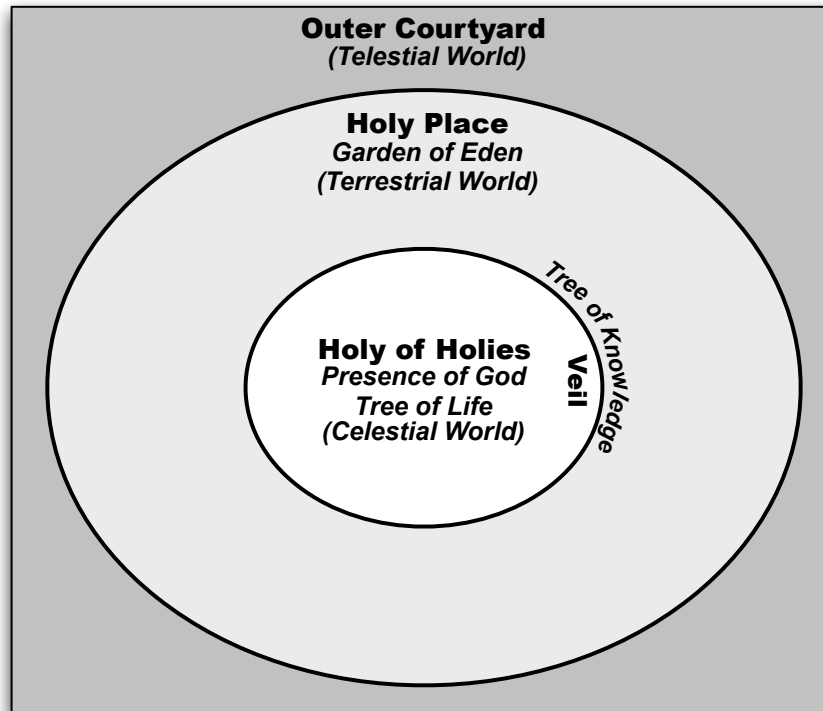 Outer Courtyard
(Telestial World)
Holy Place
Garden of Eden
(Terrestrial World)
Tree of Knowledge
Veil
Holy of Holies
Presence of God
Tree of Life
(Celestial World)